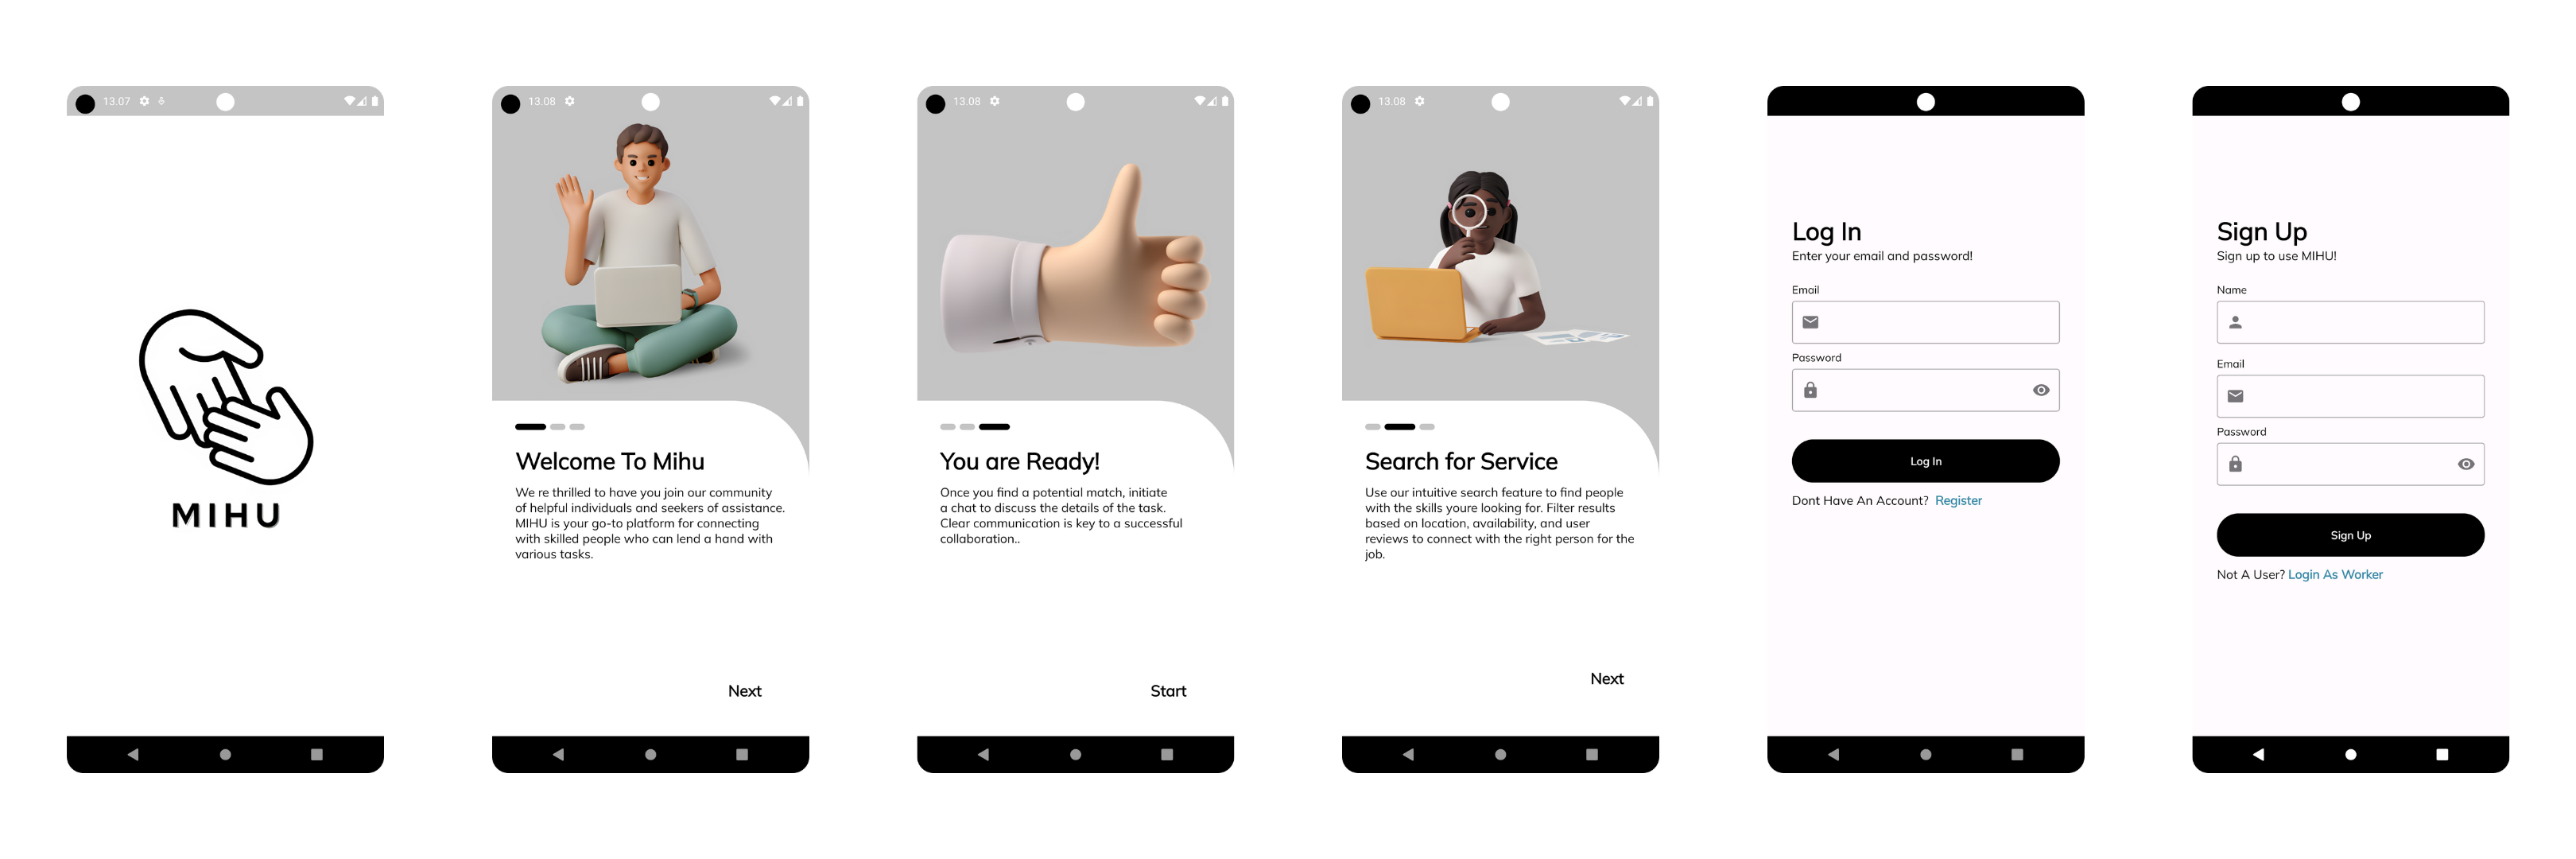 13.07
MIHU
13.08
Welcome To Mihu
We re thrilled to have you join our community
of helpful individuals and seekers of assistance.
MIHU is your go-to platform for connecting
with skilled people who can lend a hand with
various tasks.
Next
13.08
You are Ready!
Once you find a potential match, initiate
a chat to discuss the details of the task.
Clear communication is key to a successful
collaboration..
Start
13.08
Search for Service
Use our intuitive search feature to find people
with the skills youre looking for. Filter results
based on location, availability, and user
reviews to connect with the right person for the
job.
Next
Log In
Enter your email and password!
Email
Password
Log In
Dont Have An Account? Register
Sign Up
Sign up to use MIHU!
Name
Email
Password
Sign Up
Not A User? Login As Worker